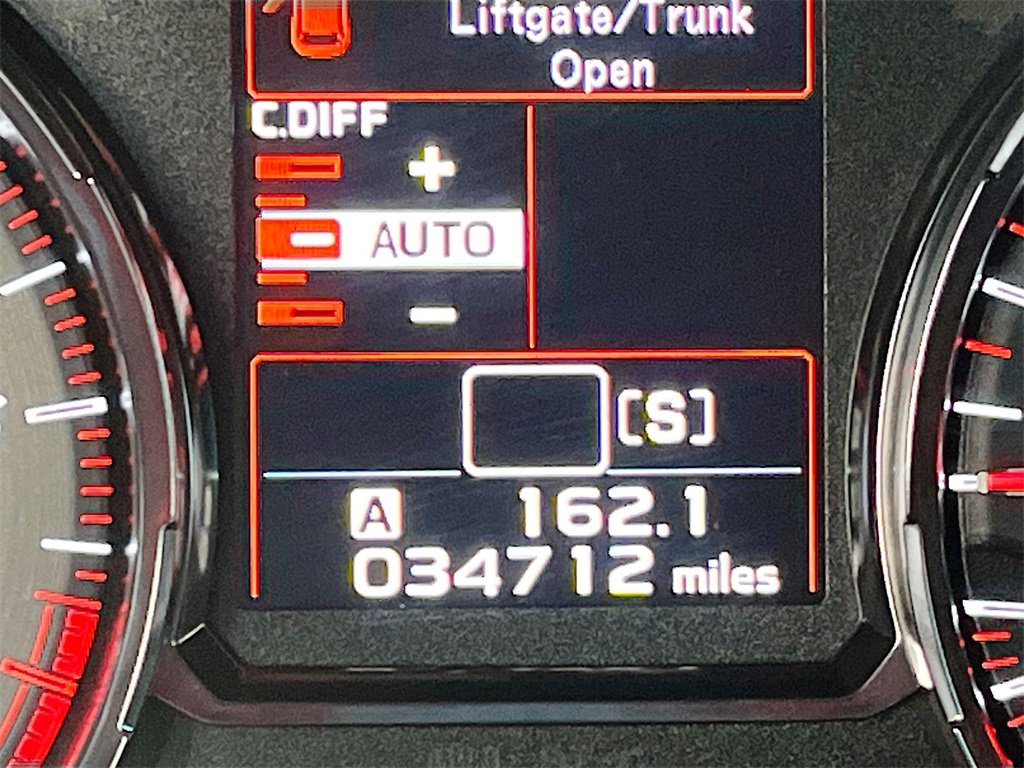 Liftgate/Trunk
Open
C.DIFF
+
AUTO
-
[S]
A 162.1
034712 miles